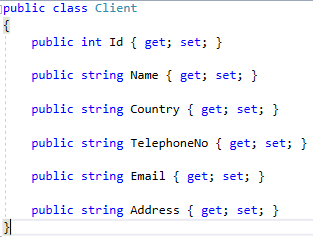 public class Client
{
public int Id { get; set; }
public string Name { get; set; }
public string Country { get; set; }
public string TelephoneNo { get; set; }
public string Email { get; set; }
public string Address { get; set; }
}